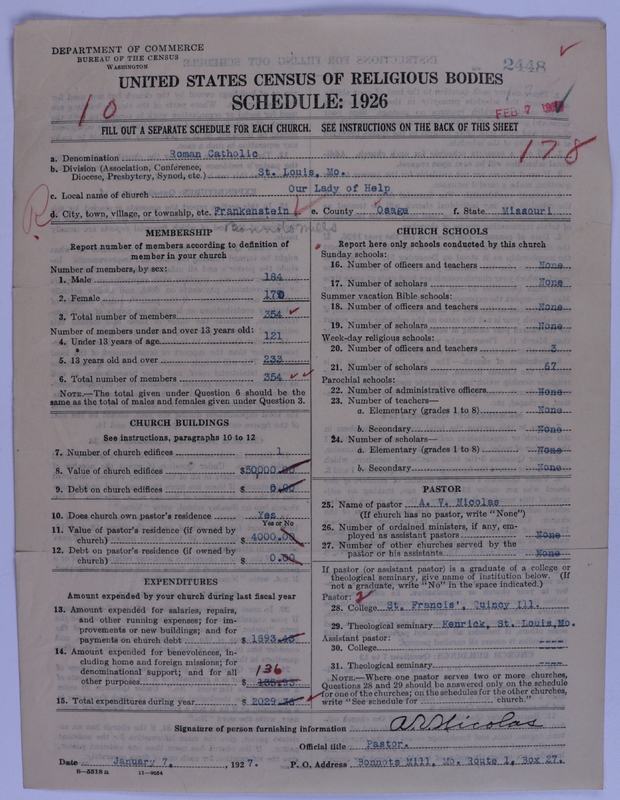 DEPARTMENT OF COMMERCE
BUREAU OF THE CENSUS
WASHINGTON
2448
UNITED STATES CENSUS OF RELIGIOUS BODIES
SCHEDULE: 1926
10
FEB 7
FILL OUT A SEPARATE SCHEDULE FOR EACH CHURCH. SEE INSTRUCTIONS ON THE BACK OF THIS SHEET
178
a. Denomination Roman Catholic
b. Division (Association, Conference, Diocese, Presbytery, Synod, etc.) St. Louis, Mo.
c. Local name of church Our Lady of Help
R
d. City, town, village, or township, etc. Frankenstein e. County Osage f. State Missouri
Bonnots Mills
MEMBERSHIP
Report number of members according to definition of
member in your church
Number of members, by sex:
1. Male 184
2. Female 170
3. Total number of members 354
Number of members under and over 13 years old:
4. Under 13 years of age 121
5. 13 years old and over 233
6. Total number of members 354
NOTE.—The total given under Question 6 should be
same as the total of males and females given under Question 3.
CHURCH BUILDINGS
See instructions, paragraphs 10 to 12
7. Number of church edifices 1
8. Value of church edifices $50000.00
9. Debt on church edifices $ 0.00
10. Does church own pastor's residence Yes
Yes or No
11. Value of pastor's residence (if owned by
church) $ 4000.00
12. Debt on pastor's residence (if owned by
church) $ 0.00
EXPENDITURES
Amount expended by your church during last fiscal year
13. Amount expended for salaries, repairs,
and other running expenses; for im-
provements or new buildings; and for
payments on church debt $ 1893.
14. Amount expended for benevolences, in-
cluding home and foreign missions; for
denominational support; and for all
136
other purposes $ 135.93
15. Total expenditures during year $ 2029.
CHURCH SCHOOLS
Report here only schools conducted by this church
Sunday schools:
16. Number of officers and teachers None
17. Number of scholars None
Summer vacation Bible schools:
18. Number of officers and teachers None
19. Number of scholars None
Week-day religious schools:
20. Number of officers and teachers 3
21. Number of scholars 67
Parochial schools:
22. Number of administrative officers None
23. Number of teachers—
a. Elementary (grades 1 to 8) None
b. Secondary None
24. Number of scholars—
a. Elementary (grades 1 to 8) None
b. Secondary None
PASTOR
25. Name of pastor A. V. Nicolas
(If church has no pastor, write "None")
26. Number of ordained ministers, if any, em-
ployed as assistant pastors None
27. Number of other churches served by the
pastor or his assistants None
If pastor (or assistant pastor) is a graduate of a college or
theological seminary, give name of institution below. (If
not a graduate, write "No" in the space indicated.)
Pastor: 2
28. College St. Francis', Quincy Ill.
29. Theological seminary Kenrick, St. Louis, Mo.
Assistant pastor:
30. College ----
31. Theological seminary ----
NOTE.—Where one pastor serves two or more churches,
Questions 28 and 29 should be answered only on the schedule
for one of the churches; on the schedules for the other churches,
write "See schedule for church."
Signature of person furnishing information A. V. Nicolas
Official title Pastor.
Date January 7, 1927. P. O. Address Bonnots Mill, Mo. Route 1, Box 27.
8—5518a 11—9554